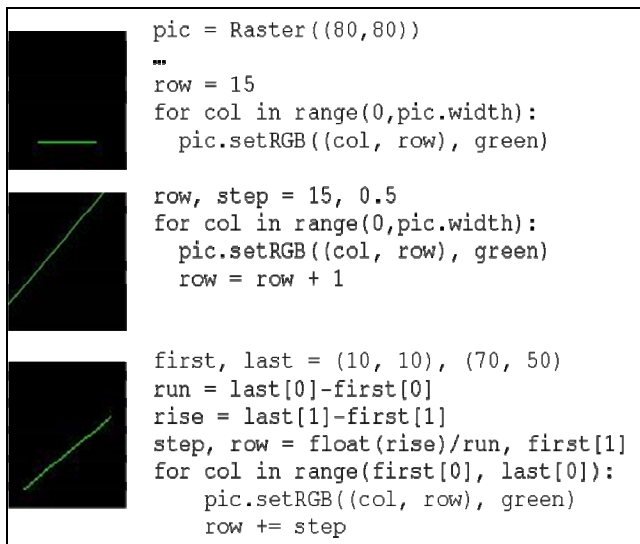 pic = Raster((80,80))
…
row = 15
for col in range(0,pic.width):
  pic.setRGB((col, row), green)
row, step = 15, 0.5
for col in range(0,pic.width):
  pic.setRGB((col, row), green)
  row = row + 1
first, last = (10, 10), (70, 50)
run = last[0]-first[0]
rise = last[1]-first[1]
step, row = float(rise)/run, first[1]
for col in range(first[0], last[0]):
    pic.setRGB((col, row), green)
    row += step